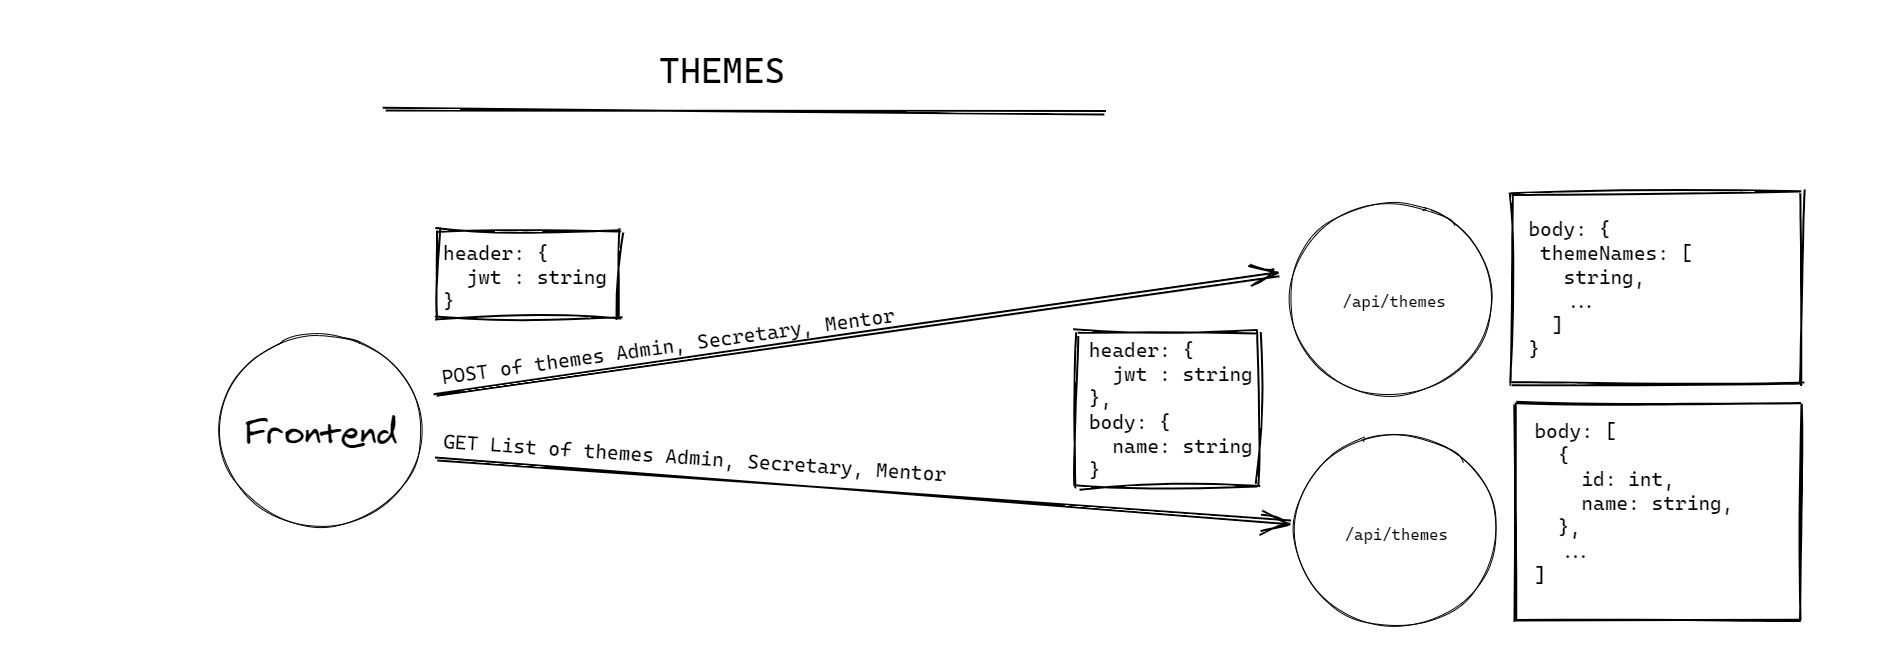 THEMES
header: {
  jwt : string
}
POST of themes Admin, Secretary, Mentor
/api/themes
body: {
 themeNames: [
   string,
   ...
  ]
}
Frontend
header: {
  jwt : string
},
body: {
  name: string
}
GET List of themes Admin, Secretary, Mentor
/api/themes
body: [
  {
    id: int,
    name: string,
  },
  ...
]